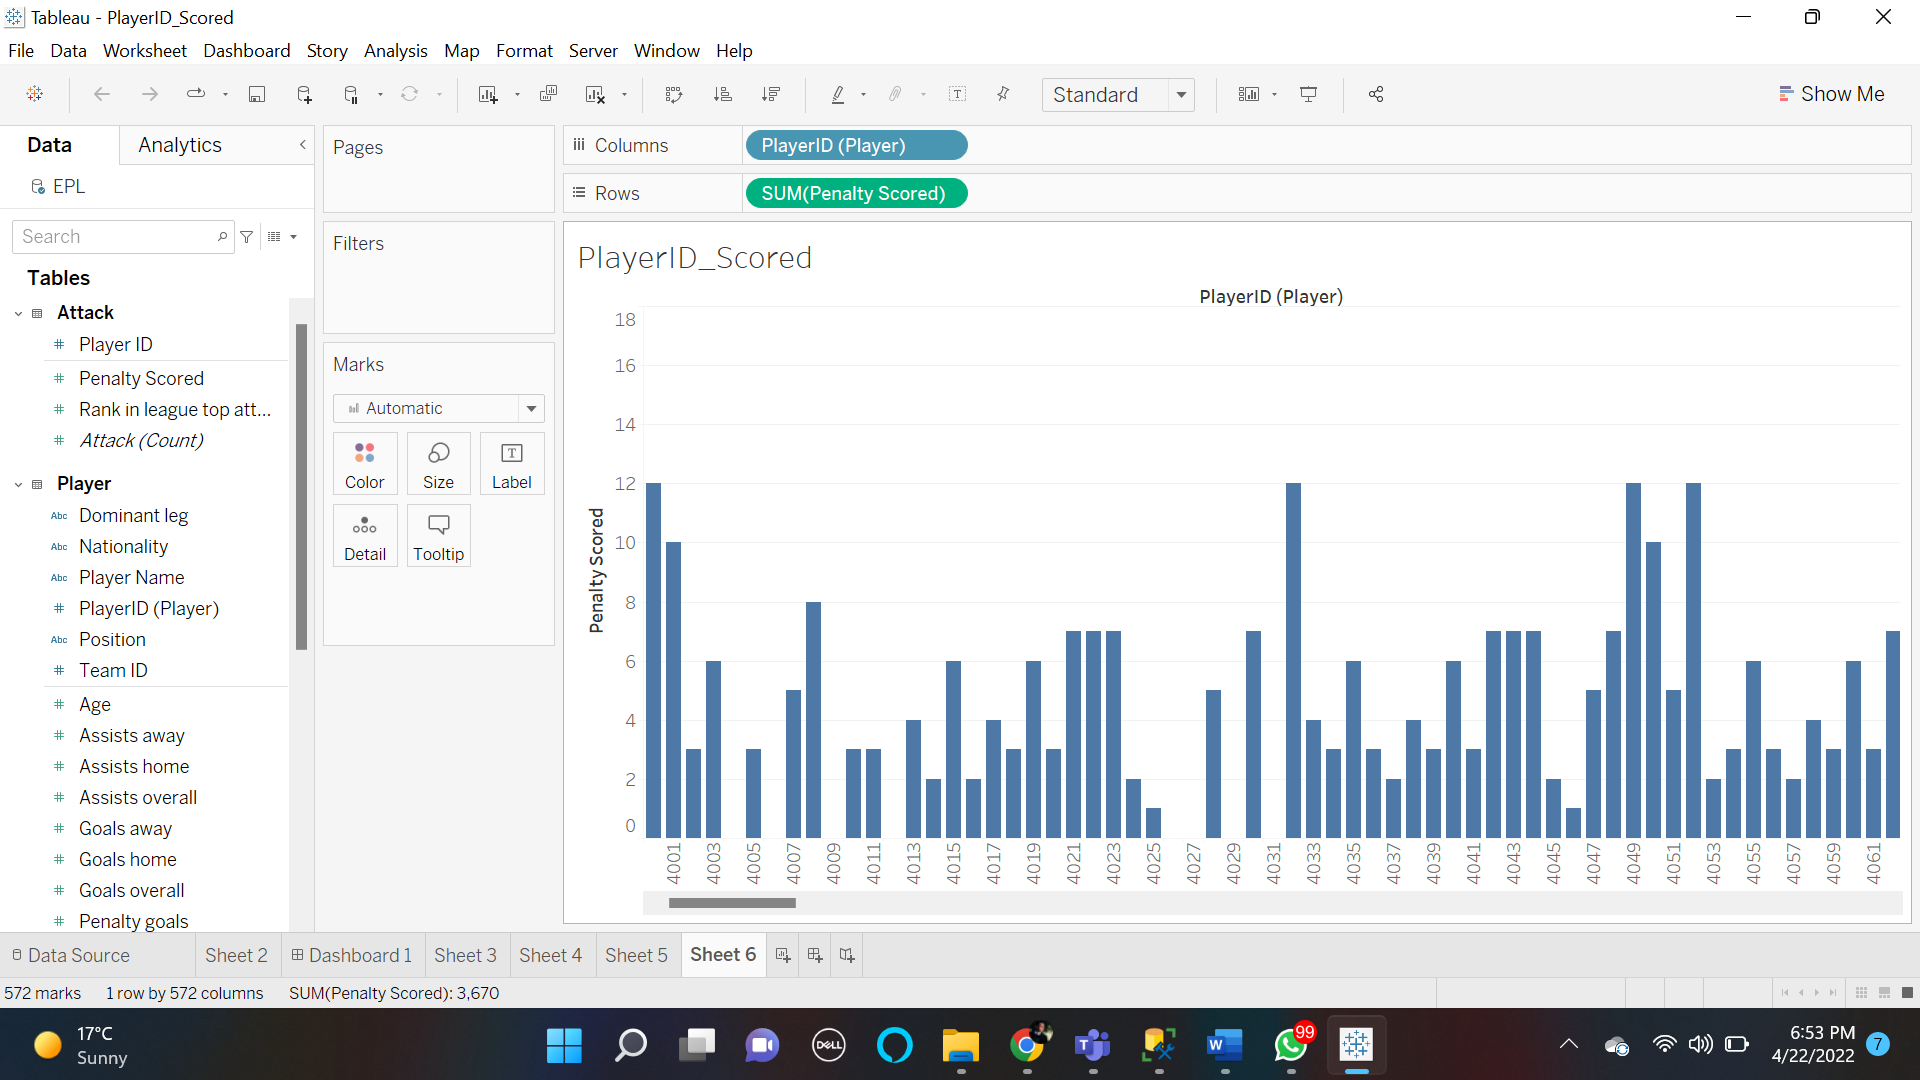 Tableau - PlayerID_Scored
File Data Worksheet Dashboard Story Analysis Map Format Server Window Help
Standard
Show Me
Data
Analytics
EPL
Search
Tables
Attack
Player ID
Penalty Scored
Rank in league top att...
Attack (Count)
Player
Abc Dominant leg
Abc Nationality
Abc Player Name
PlayerID (Player)
Abc Position
Team ID
Age
Assists away
Assists home
Assists overall
Goals away
Goals home
Goals overall
Penalty goals
Pages
Filters
Marks
Automatic
Color
Size
Label
Detail
Tooltip
Columns
PlayerID (Player)
Rows
SUM(Penalty Scored)
PlayerID_Scored
PlayerID (Player)
Penalty Scored
18
16
14
12
10
8
6
4
2
0
4001
4003
4005
4007
4009
4011
4013
4015
4017
4019
4021
4023
4025
4027
4029
4031
4033
4035
4037
4039
4041
4043
4045
4047
4049
4051
4053
4055
4057
4059
4061
Data Source
Sheet 2
Dashboard 1
Sheet 3
Sheet 4
Sheet 5
Sheet 6
572 marks
1 row by 572 columns
SUM(Penalty Scored): 3,670
17°C
Sunny
DELL
W
99
6:53 PM
4/22/2022
7